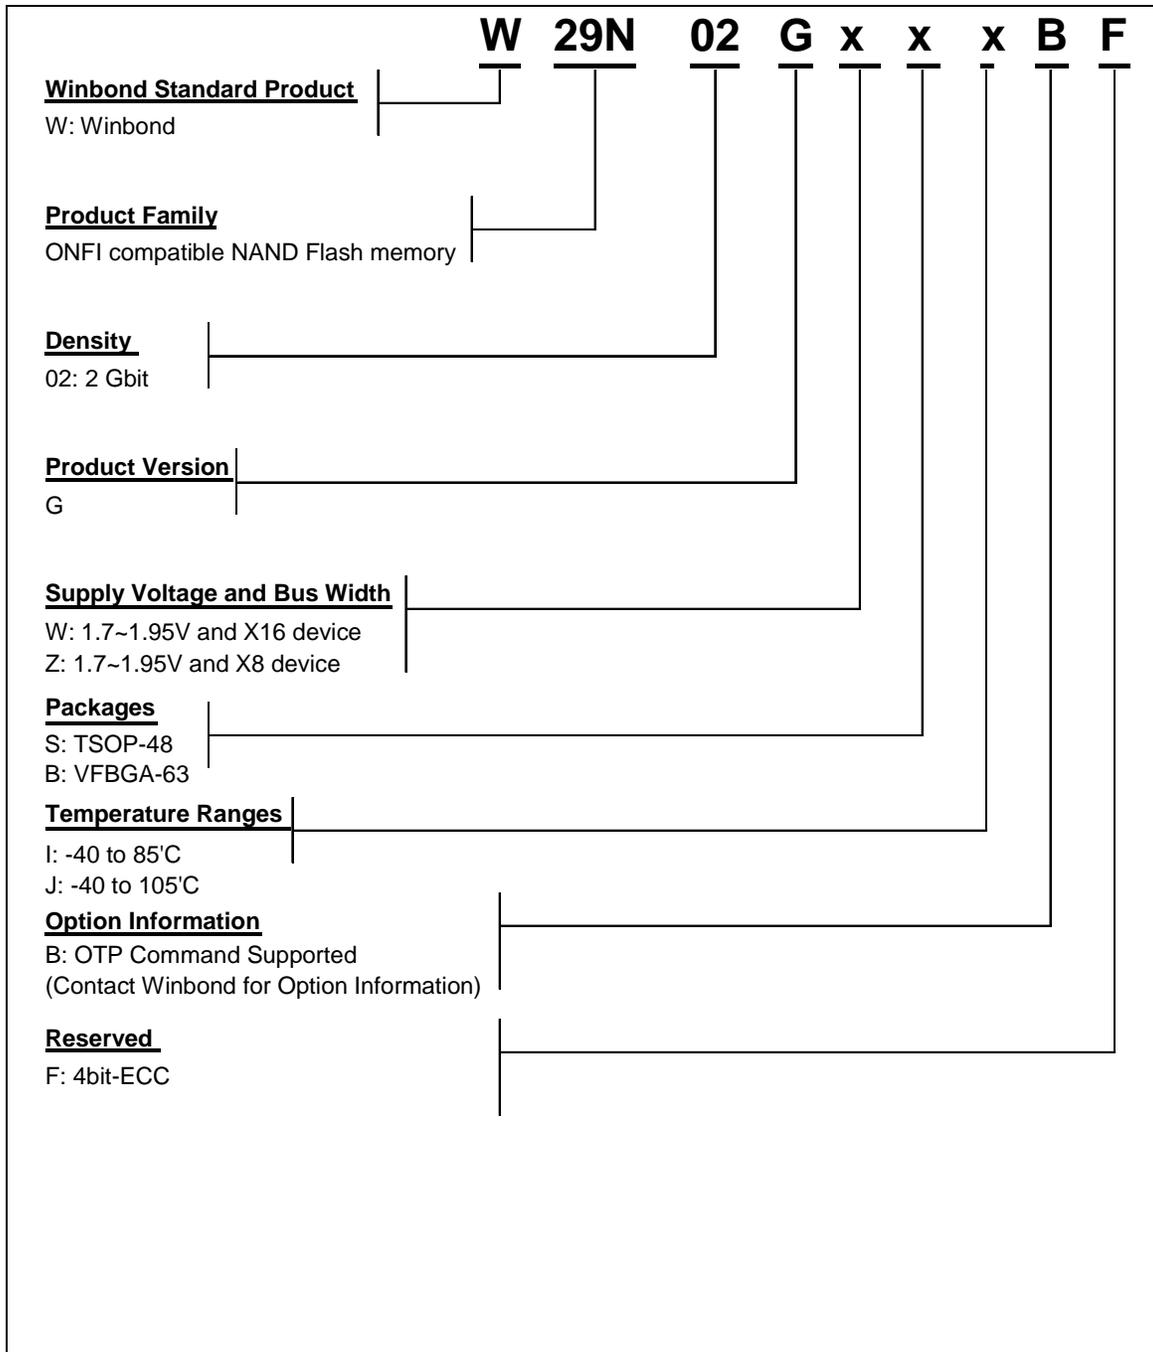 W 29N 02 G x x x B F
Winbond Standard Product
W: Winbond
Product Family
ONFI compatible NAND Flash memory
Density
02: 2 Gbit
Product Version
G
Supply Voltage and Bus Width
W: 1.7~1.95V and X16 device
Z: 1.7~1.95V and X8 device
Packages
S: TSOP-48
B: VFBGA-63
Temperature Ranges
I: -40 to 85'C
J: -40 to 105'C
Option Information
B: OTP Command Supported
(Contact Winbond for Option Information)
Reserved
F: 4bit-ECC